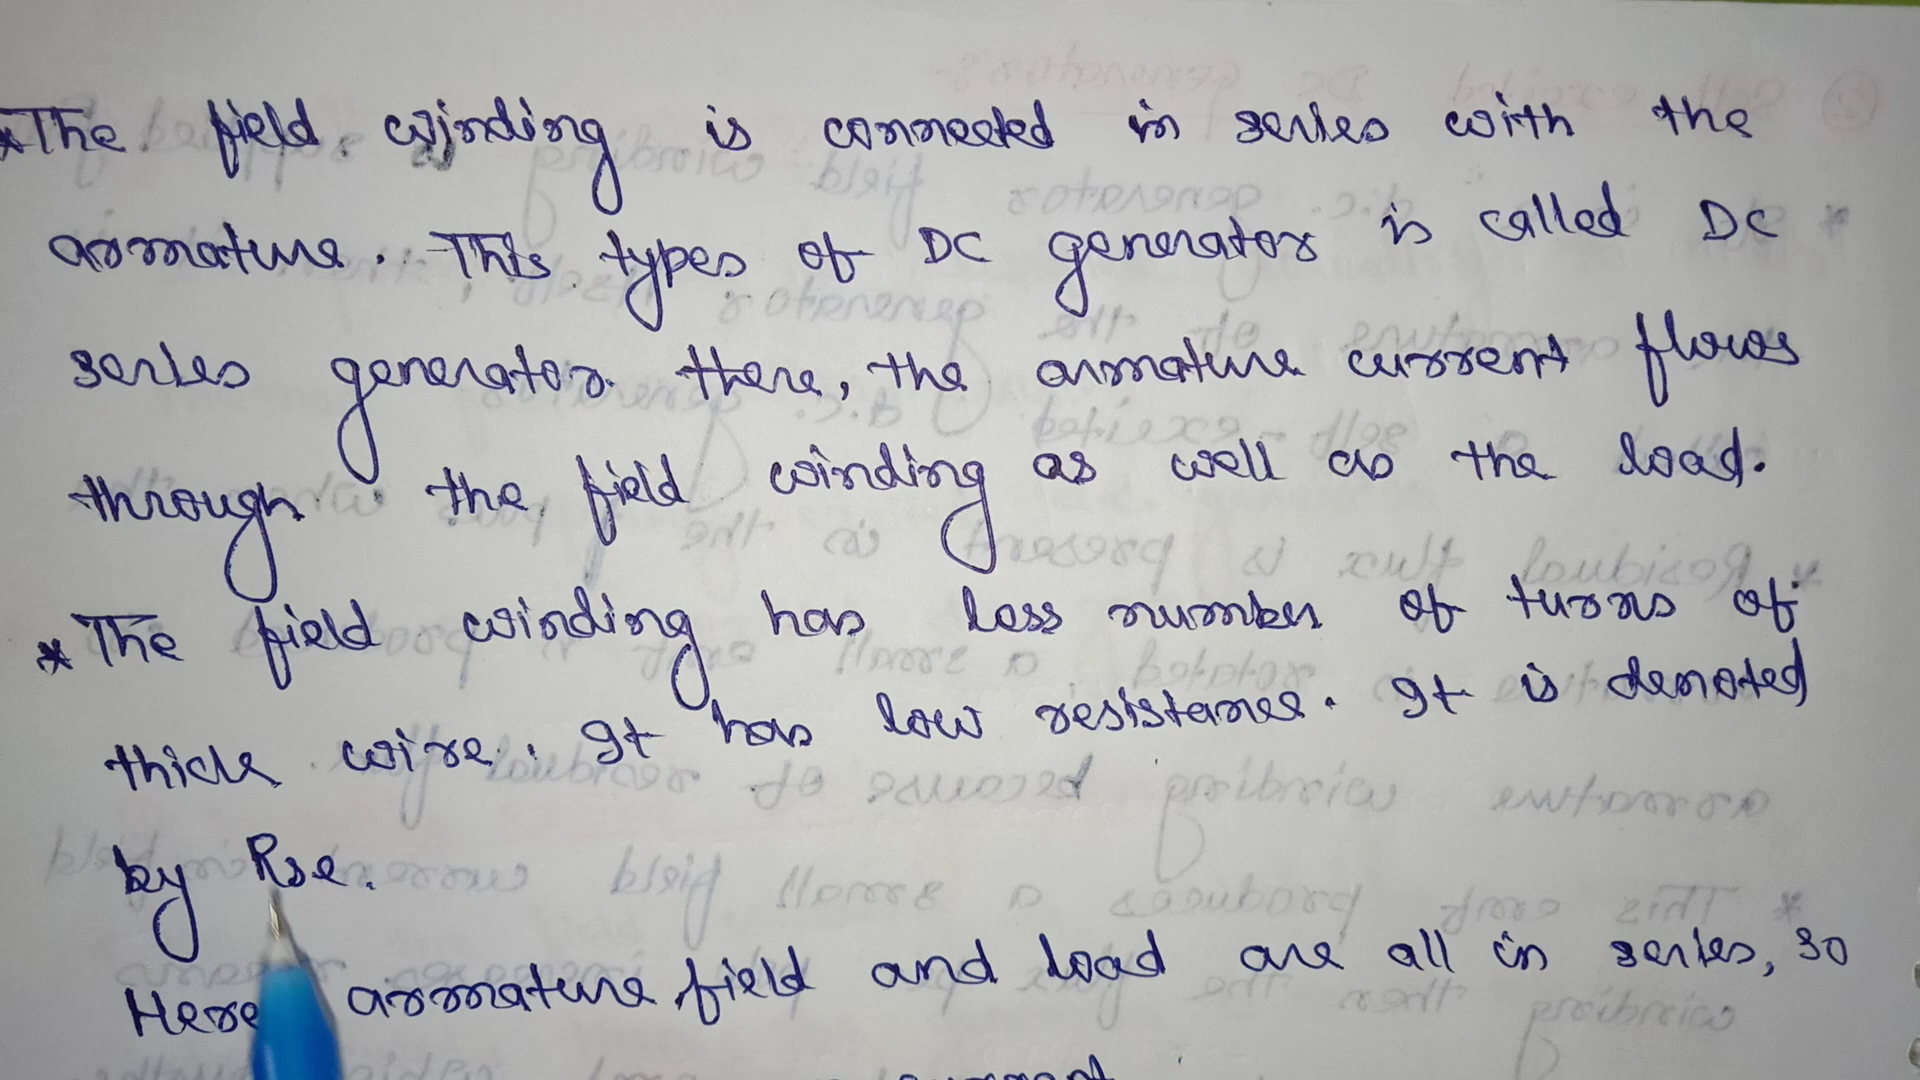 *The field winding is connected in series with the
armature. This types of DC generator is called DC
series generator. there, the armature current flows
through the field winding as well as the load.
* The field winding has less number of turns of
thick wire. It has low resistance. It is denoted
by Rse.
Here armature, field and load are all in series, so
current